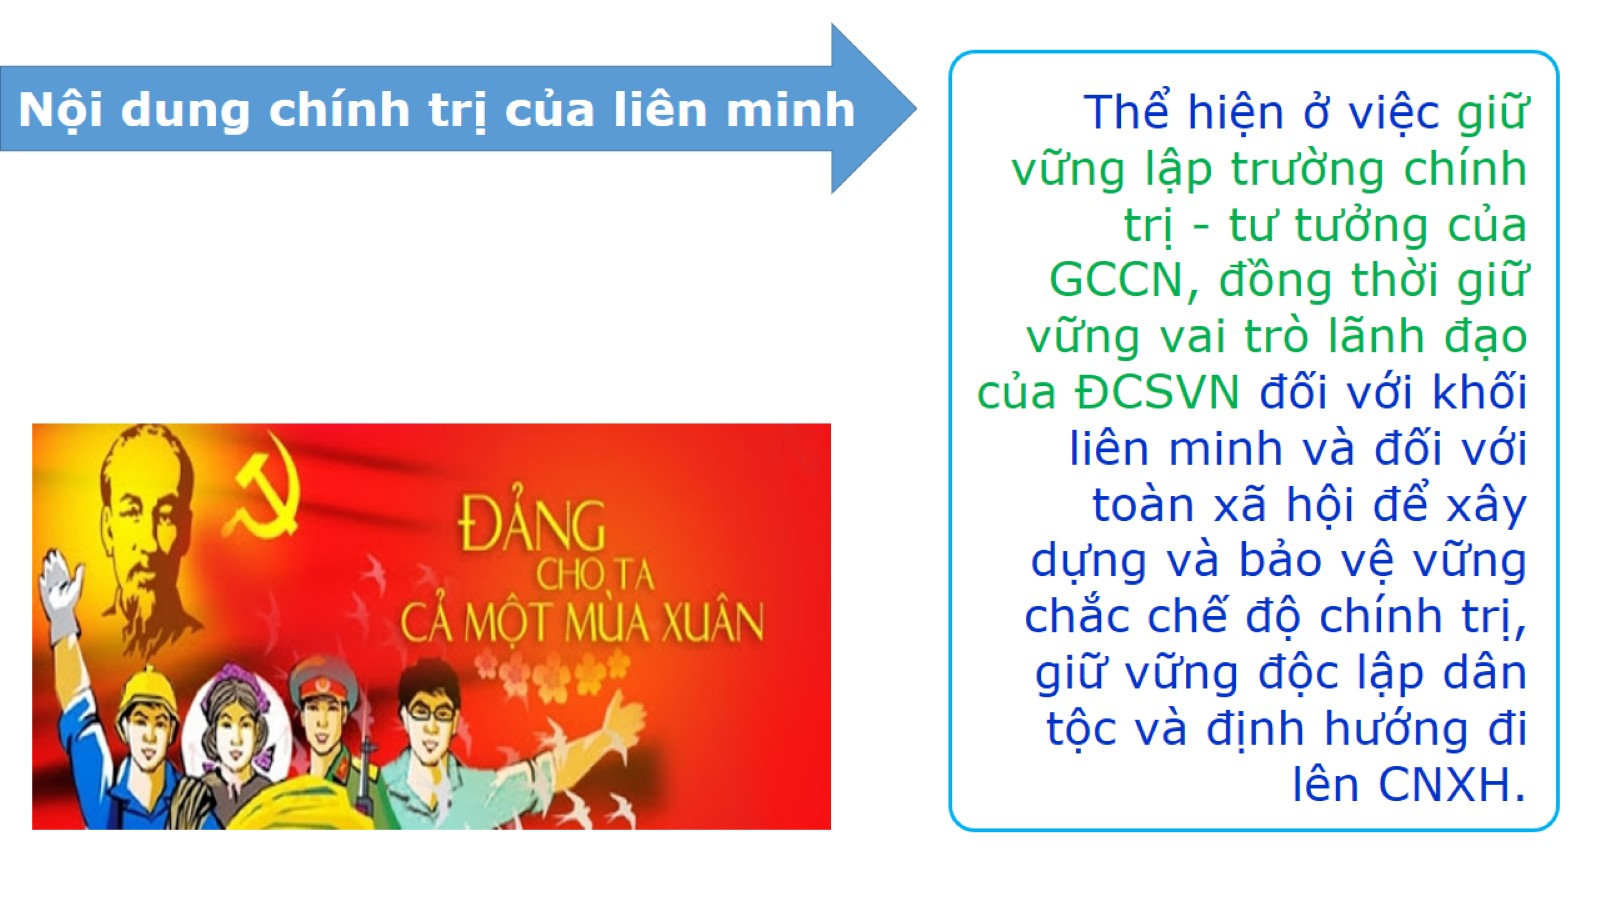 Nội dung chính trị của liên minh
Thể hiện ở việc giữ
vững lập trường chính
trị - tư tưởng của
GCCN, đồng thời giữ
vững vai trò lãnh đạo
của ĐCSVN đối với khối
liên minh và đối với
toàn xã hội để xây
dựng và bảo vệ vững
chắc chế độ chính trị,
giữ vững độc lập dân
tộc và định hướng đi
lên CNXH.
ĐẢNG
CHO TA
CẢ MỘT MÙA XUÂN